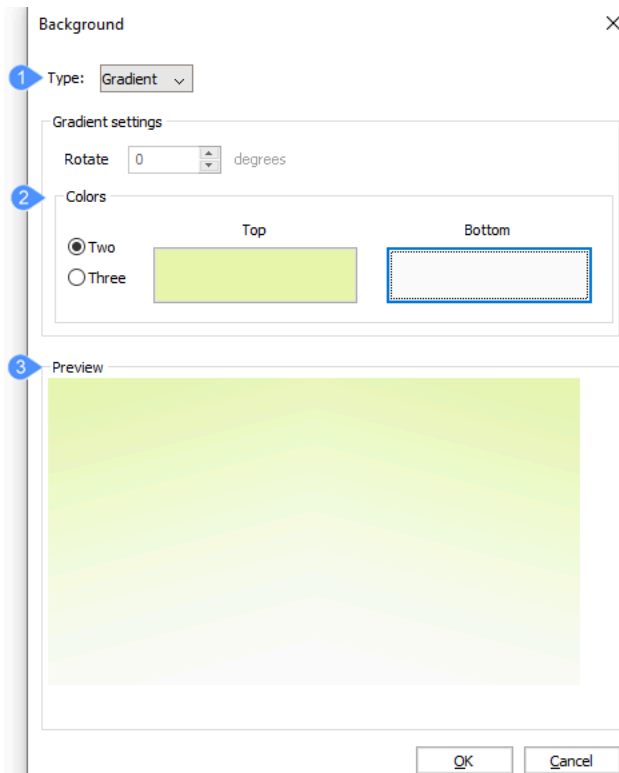 Background
1 Type: Gradient
Gradient settings
Rotate 0 degrees
2 Colors
Top Bottom
Two
Three
3 Preview
OK Cancel